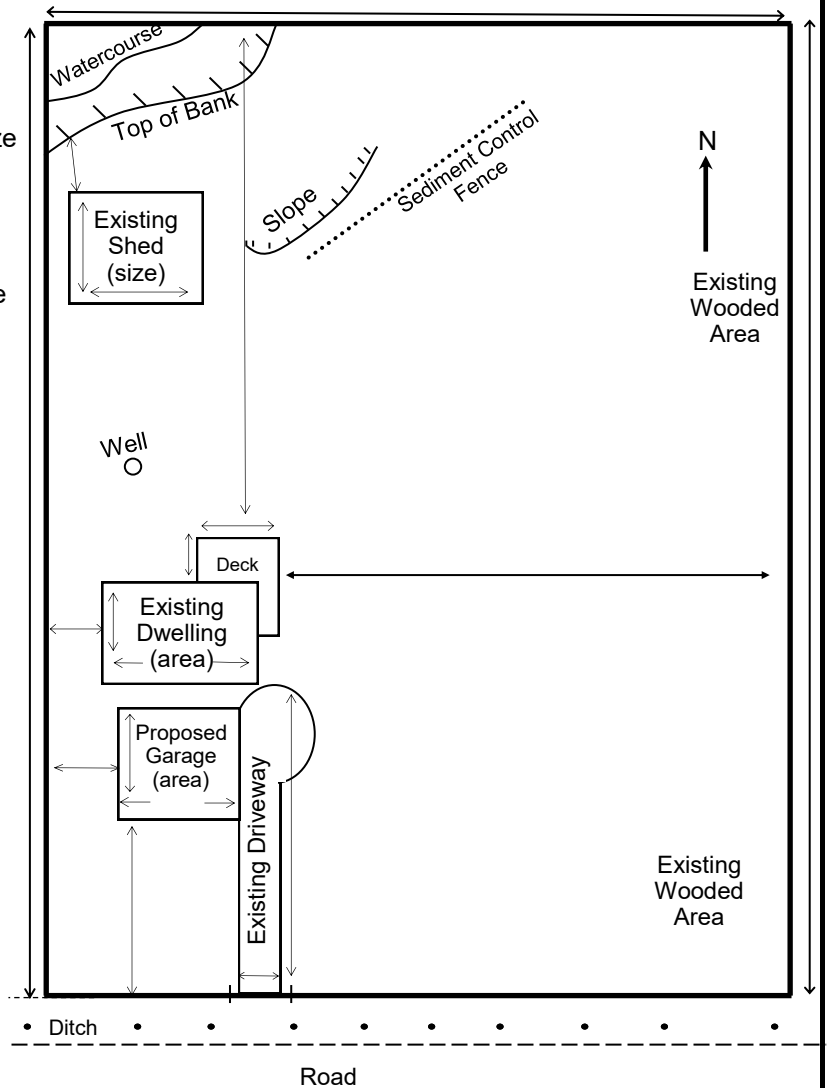 Watercourse
Top of Bank
ze
N
Sediment Control
Fence
Slope
Existing
Shed
(size)
e
Existing
Wooded
Area
Well
Deck
Existing
Dwelling
(area)
Proposed
Garage
(area)
Existing Driveway
Existing
Wooded
Area
Ditch
Road